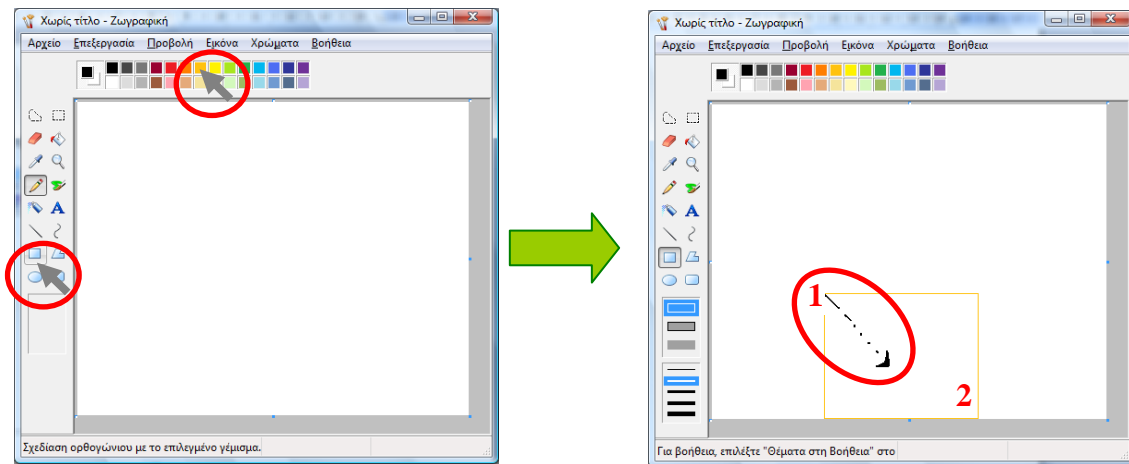 Χωρίς τίτλο - Ζωγραφική
Αρχείο Επεξεργασία Προβολή Εικόνα Χρώματα Βοήθεια
A
Σχεδίαση ορθογώνιου με το επιλεγμένο γέμισμα.
Χωρίς τίτλο - Ζωγραφική
Αρχείο Επεξεργασία Προβολή Εικόνα Χρώματα Βοήθεια
A
1
2
Για βοήθεια, επιλέξτε "Θέματα στη Βοήθεια" στο